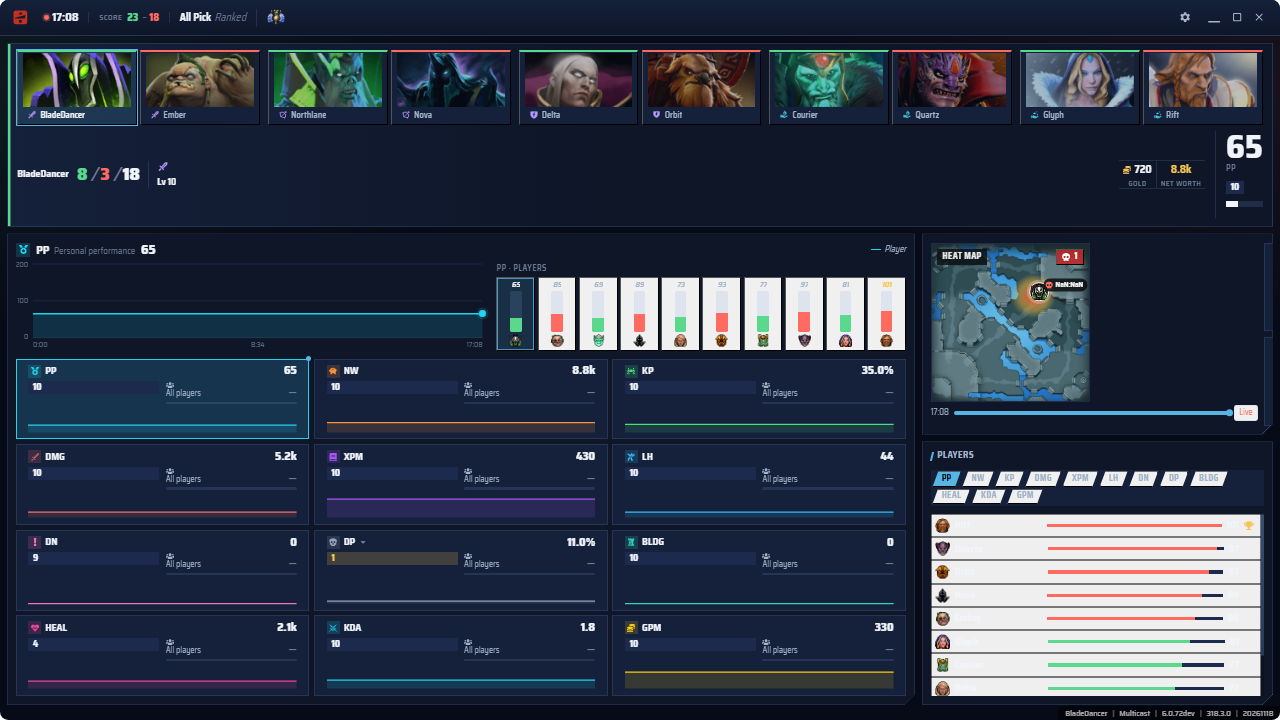 17:08 SCORE 23 - 18 All Pick Ranked
BladeDancer Ember Northlane Nova Delta Orbit Courier Quartz Glyph Rift
BladeDancer 8 / 3 / 18 Lv 10
720 GOLD 8.8k NET WORTH
65 PP 10
PP Personal performance 65 — Player
200
100
0
0:00 8:34 17:08
PP · PLAYERS
65 85 69 89 73 93 77 97 81 101
PP 65
10 All players —
NW 8.8k
10 All players —
KP 35.0%
10 All players —
DMG 5.2k
10 All players —
XPM 430
10 All players —
LH 44
10 All players —
DN 0
9 All players —
DP 11.0%
1 All players —
BLDG 0
10 All players —
HEAL 2.1k
4 All players —
KDA 1.8
10 All players —
GPM 330
10 All players —
HEAT MAP 1
NaN:NaN
17:08 Live
PLAYERS
PP NW KP DMG XPM LH DN DP BLDG
HEAL KDA GPM
BladeDancer | Multicast | 6.0.72dev | 318.3.0 | 20261118